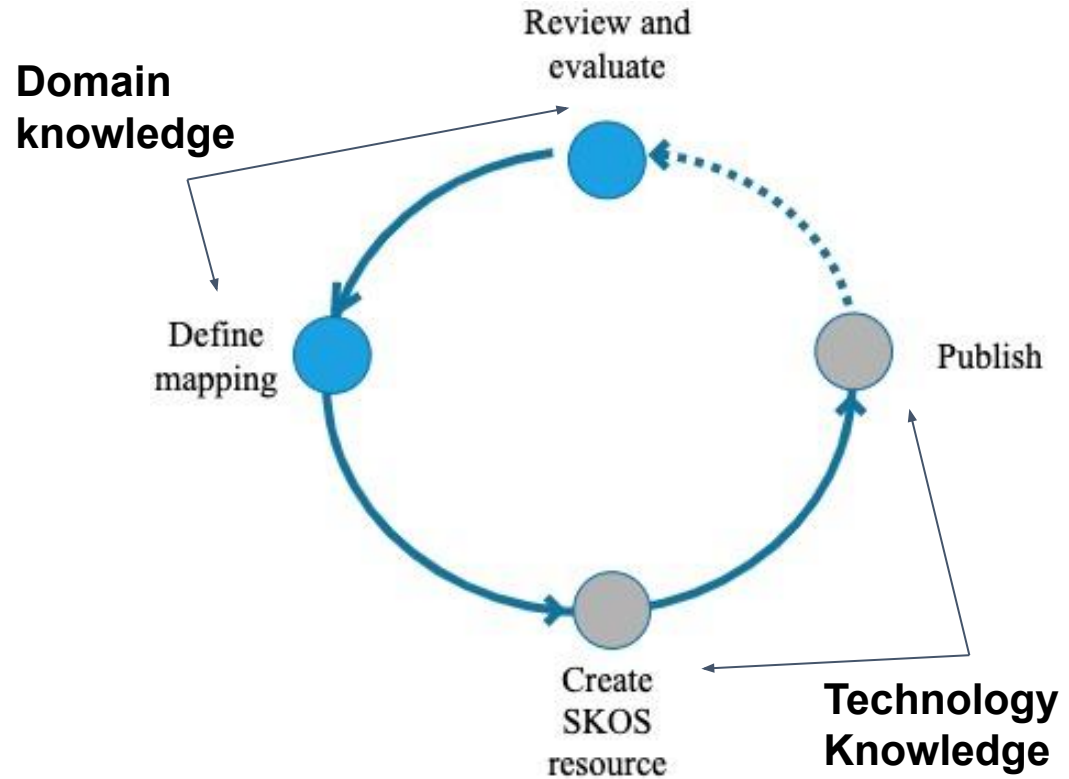 Review and
evaluate
Domain
knowledge
Define
mapping
Publish
Create
SKOS
resource
Technology
Knowledge